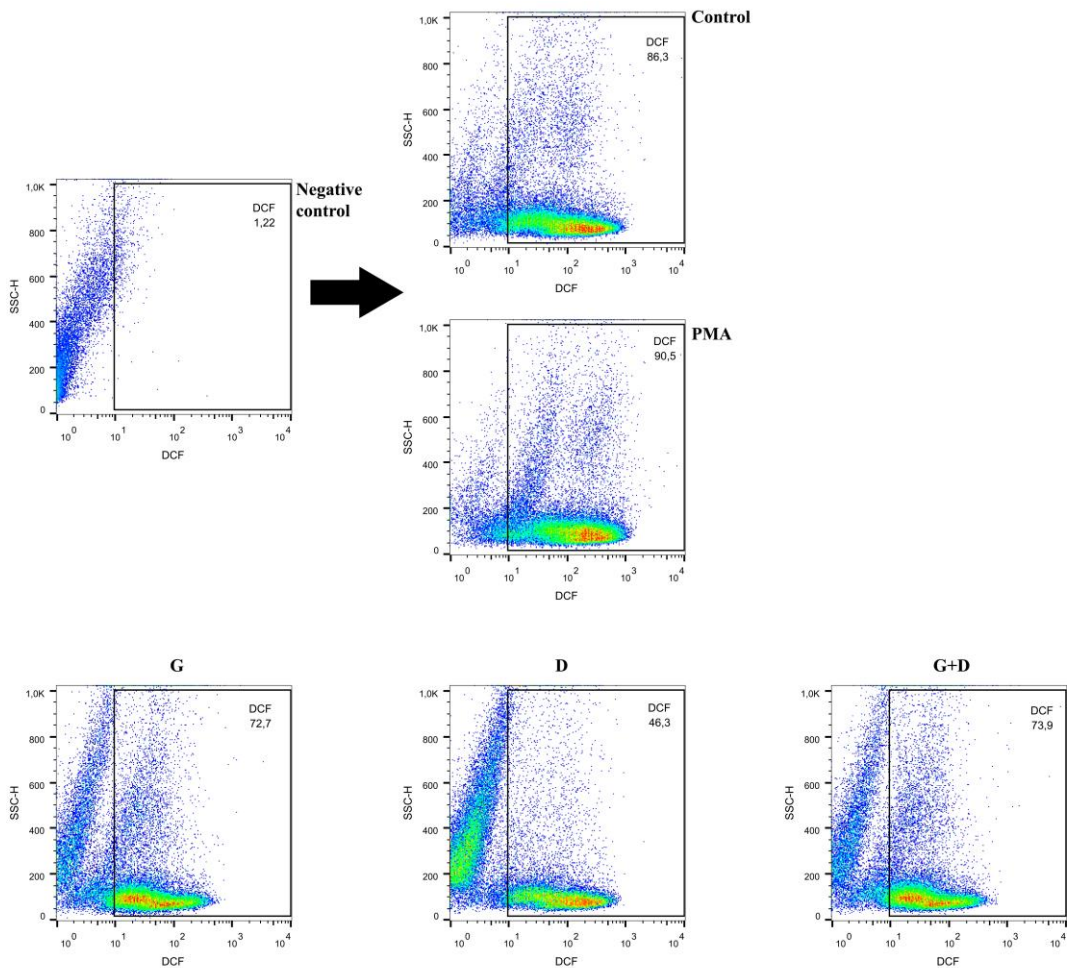 Control
1,0K
800
600
400
200
0
SSC-H
DCF
86,3
10^0
10^1
10^2
10^3
10^4
DCF
Negative
control
1,0K
800
600
400
200
0
SSC-H
DCF
1,22
10^0
10^1
10^2
10^3
10^4
DCF
PMA
1,0K
800
600
400
200
0
SSC-H
DCF
90,5
10^0
10^1
10^2
10^3
10^4
DCF
G
1,0K
800
600
400
200
0
SSC-H
DCF
72,7
10^0
10^1
10^2
10^3
10^4
DCF
D
1,0K
800
600
400
200
0
SSC-H
DCF
46,3
10^0
10^1
10^2
10^3
10^4
DCF
G+D
1,0K
800
600
400
200
0
SSC-H
DCF
73,9
10^0
10^1
10^2
10^3
10^4
DCF